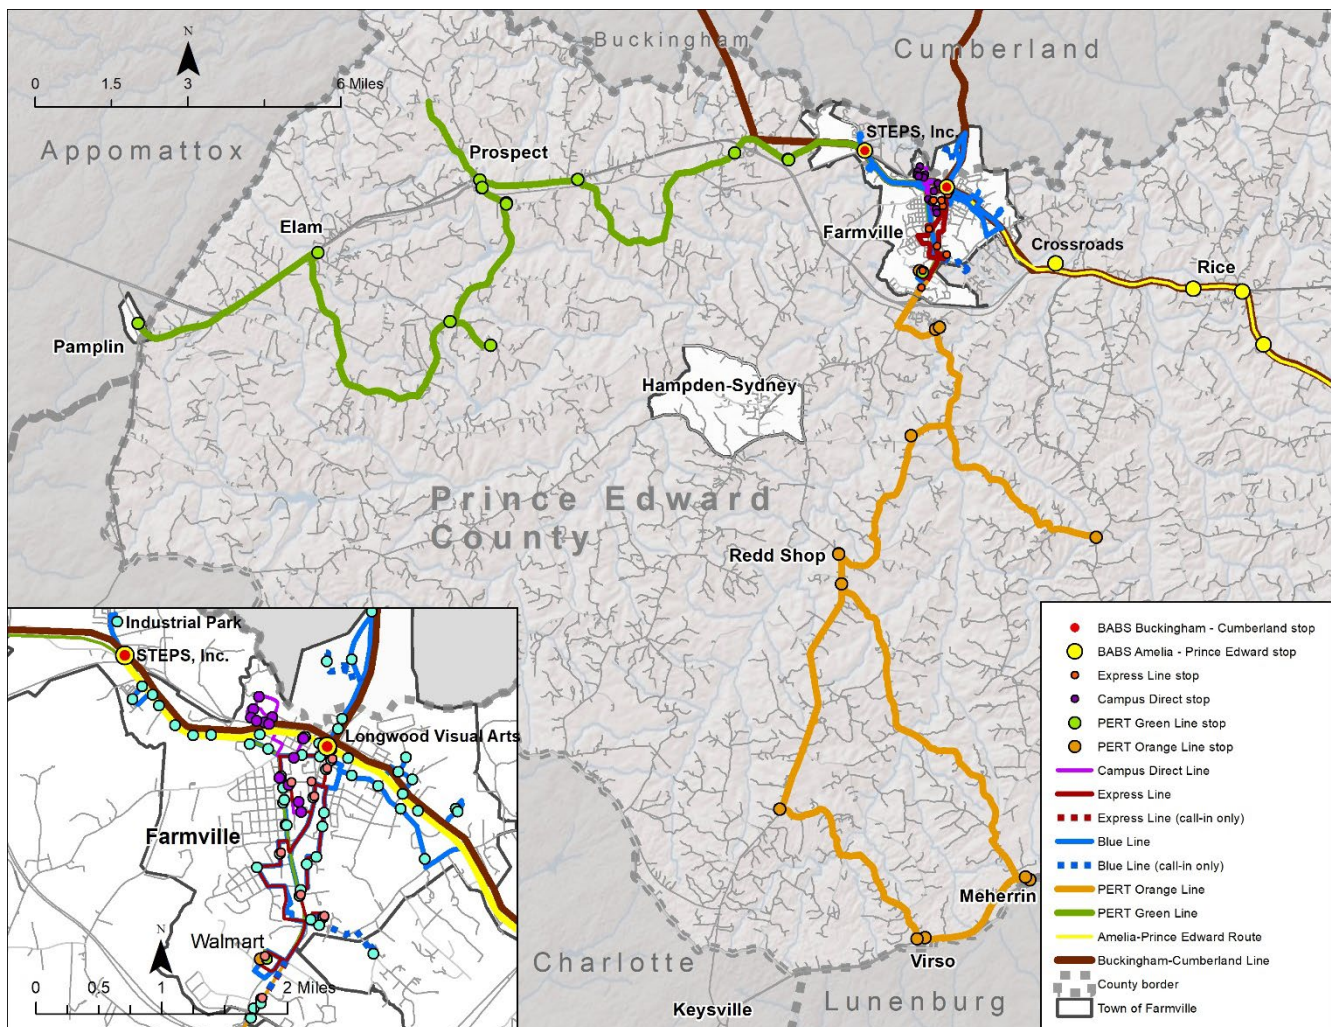 Buckingham
Cumberland
N
0 1.5 3 6 Miles
STEPS, Inc.
Appomattox
Prospect
Elam
Farmville
Crossroads
Rice
Pamplin
Hampden-Sydney
Prince Edward
County
Redd Shop
Meherrin
Virso
Charlotte
Lunenburg
Keysville
Industrial Park
STEPS, Inc.
Longwood Visual Arts
Farmville
Walmart
N
0 0.5 1 2 Miles
BABS Buckingham - Cumberland stop
BABS Amelia - Prince Edward stop
Express Line stop
Campus Direct stop
PERT Green Line stop
PERT Orange Line stop
Campus Direct Line
Express Line
Express Line (call-in only)
Blue Line
Blue Line (call-in only)
PERT Orange Line
PERT Green Line
Amelia-Prince Edward Route
Buckingham-Cumberland Line
County border
Town of Farmville